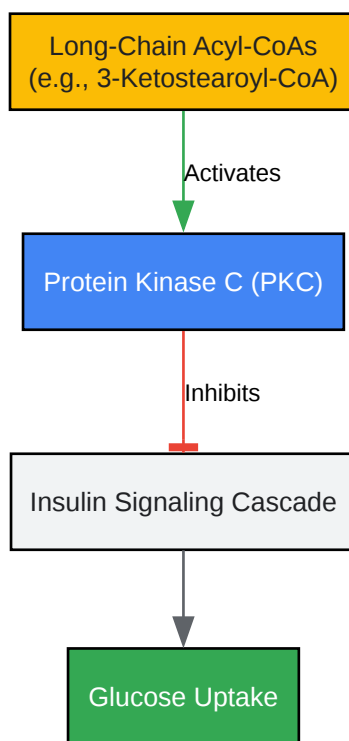 Long-Chain Acyl-CoAs
(e.g., 3-Ketostearoyl-CoA)
Activates
Protein Kinase C (PKC)
Inhibits
Insulin Signaling Cascade
Glucose Uptake